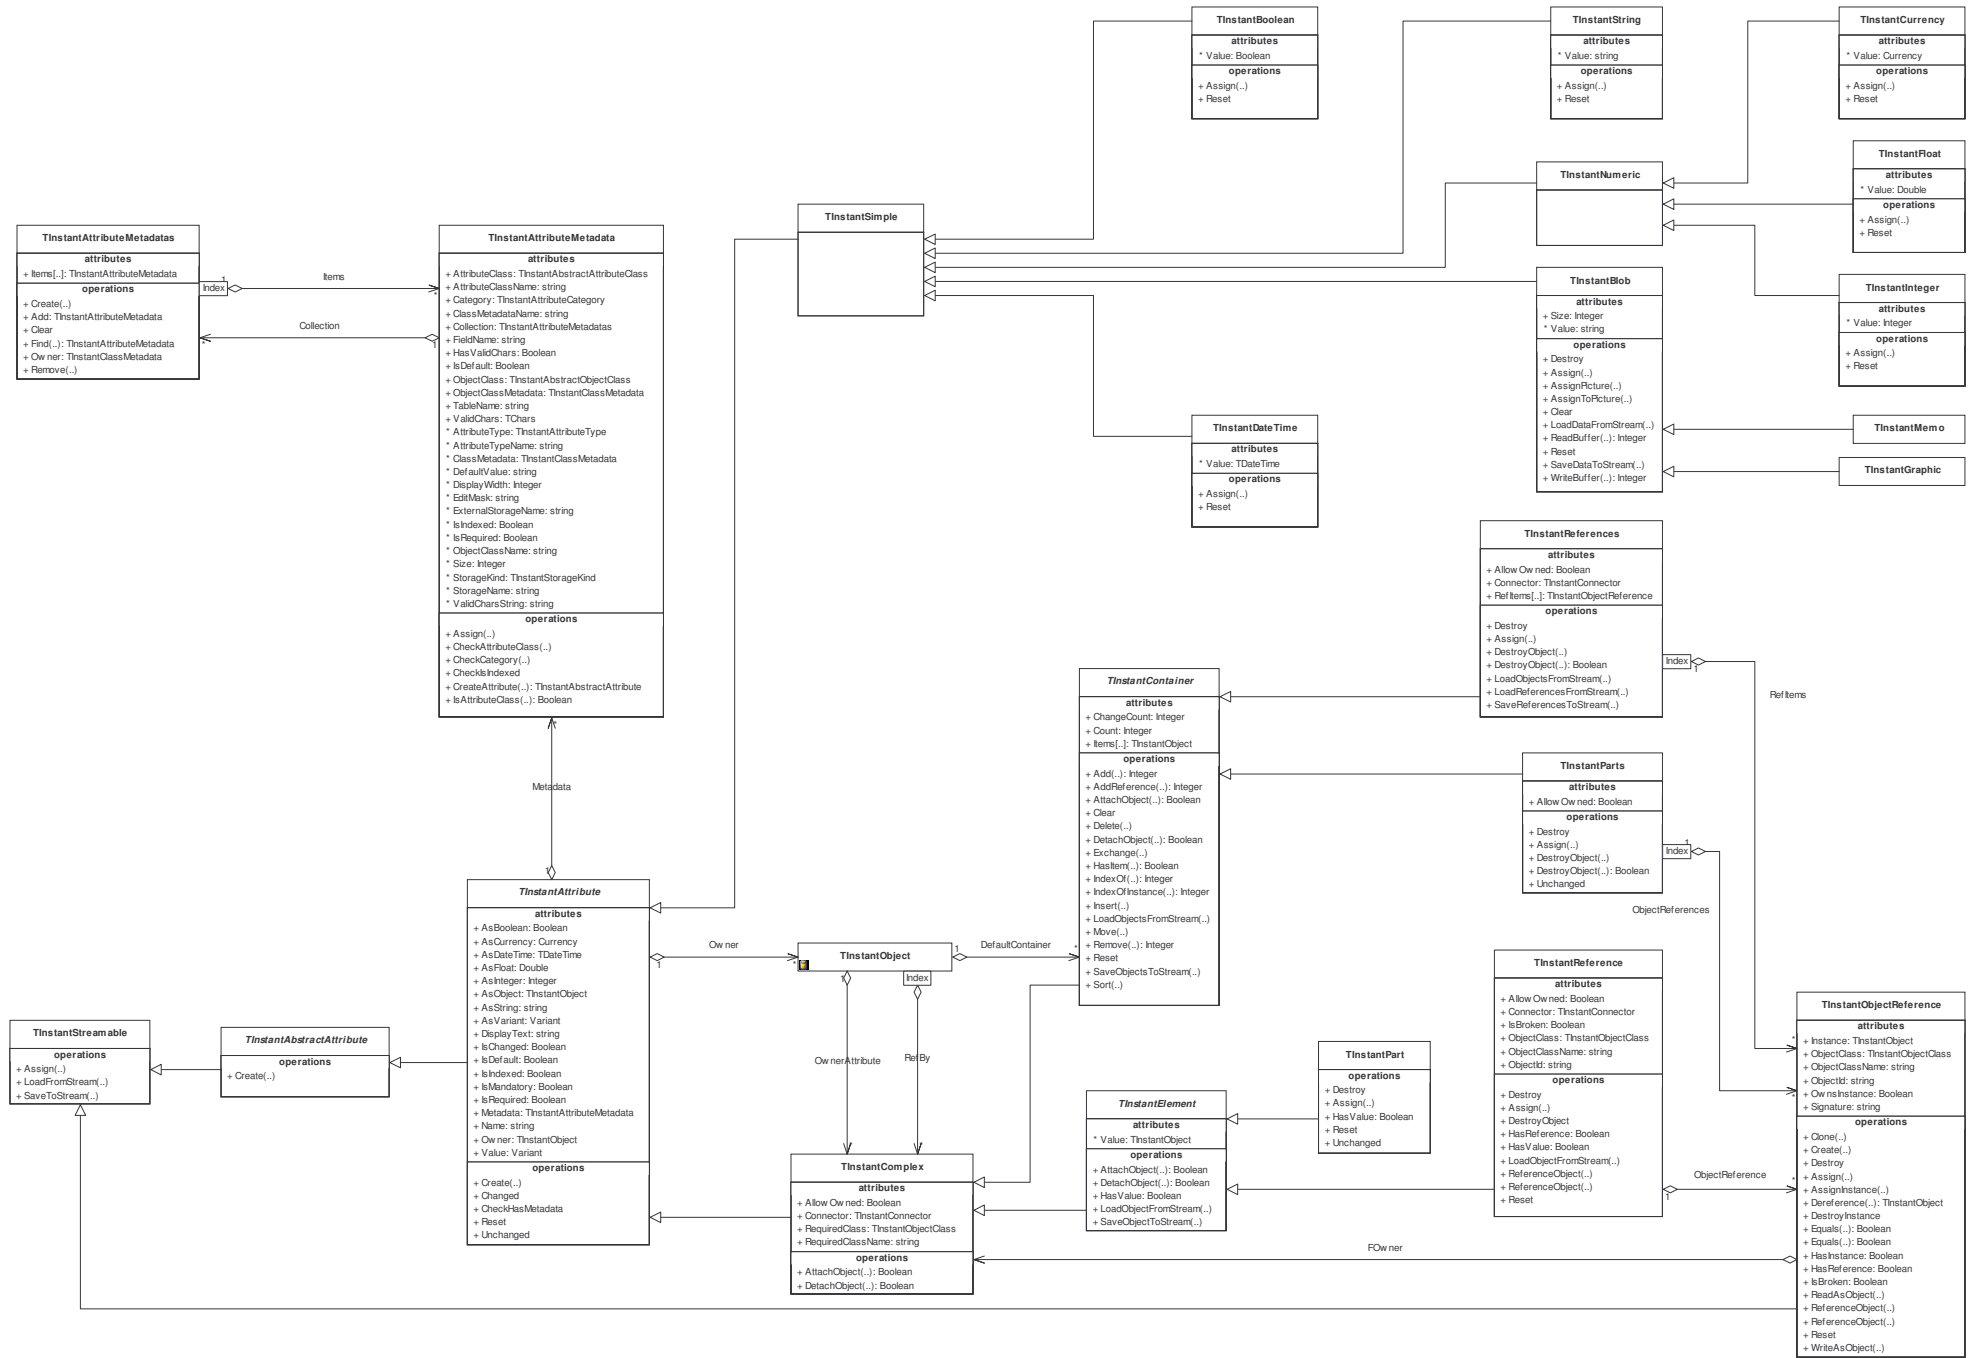 TInstantBoolean
attributes
* Value: Boolean
operations
+ Assign(..)
+ Reset
TInstantString
attributes
* Value: string
operations
+ Assign(..)
+ Reset
TInstantCurrency
attributes
* Value: Currency
operations
+ Assign(..)
+ Reset
TInstantFloat
attributes
* Value: Double
operations
+ Assign(..)
+ Reset
TInstantNumeric
TInstantSimple
TInstantAttributeMetadatas
attributes
+ Items[..]: TInstantAttributeMetadata
operations
+ Create(..)
+ Add: TInstantAttributeMetadata
+ Clear
+ Find(..): TInstantAttributeMetadata
+ Owner: TInstantClassMetadata
+ Remove(..)
Index
1
Items
*
Collection
*
1
TInstantAttributeMetadata
attributes
+ AttributeClass: TInstantAbstractAttributeClass
+ AttributeClassName: string
+ Category: TInstantAttributeCategory
+ ClassMetadataName: string
+ Collection: TInstantAttributeMetadatas
+ FieldName: string
+ HasValidChars: Boolean
+ IsDefault: Boolean
+ ObjectClass: TInstantAbstractObjectClass
+ ObjectClassMetadata: TInstantClassMetadata
+ TableName: string
+ ValidChars: TChars
* AttributeType: TInstantAttributeType
* AttributeTypeName: string
* ClassMetadata: TInstantClassMetadata
* DefaultValue: string
* DisplayWidth: Integer
* EditMask: string
* ExternalStorageName: string
* IsIndexed: Boolean
* IsRequired: Boolean
* ObjectClassName: string
* Size: Integer
* StorageKind: TInstantStorageKind
* StorageName: string
* ValidCharsString: string
operations
+ Assign(..)
+ CheckAttributeClass(..)
+ CheckCategory(..)
+ CheckIsIndexed
+ CreateAttribute(..): TInstantAbstractAttribute
+ IsAttributeClass(..): Boolean
TInstantBlob
attributes
+ Size: Integer
* Value: string
operations
+ Destroy
+ Assign(..)
+ AssignPicture(..)
+ AssignToPicture(..)
+ Clear
+ LoadDataFromStream(..)
+ ReadBuffer(..): Integer
+ Reset
+ SaveDataToStream(..)
+ WriteBuffer(..): Integer
TInstantInteger
attributes
* Value: Integer
operations
+ Assign(..)
+ Reset
TInstantMemo
TInstantGraphic
TInstantDateTime
attributes
* Value: TDateTime
operations
+ Assign(..)
+ Reset
TInstantReferences
attributes
+ AllowOwned: Boolean
+ Connector: TInstantConnector
+ RefItems[..]: TInstantObjectReference
operations
+ Destroy
+ Assign(..)
+ DestroyObject(..)
+ DestroyObject(..): Boolean
+ LoadObjectsFromStream(..)
+ LoadReferencesFromStream(..)
+ SaveReferencesToStream(..)
Index
1
RefItems
TInstantContainer
attributes
+ ChangeCount: Integer
+ Count: Integer
+ Items[..]: TInstantObject
operations
+ Add(..): Integer
+ AddReference(..): Integer
+ AttachObject(..): Boolean
+ Clear
+ Delete(..)
+ DetachObject(..): Boolean
+ Exchange(..)
+ HasItem(..): Boolean
+ IndexOf(..): Integer
+ IndexOfInstance(..): Integer
+ Insert(..)
+ LoadObjectsFromStream(..)
+ Move(..)
+ Remove(..): Integer
+ Reset
+ SaveObjectsToStream(..)
+ Sort(..)
TInstantParts
attributes
+ AllowOwned: Boolean
operations
+ Destroy
+ Assign(..)
+ DestroyObject(..)
+ DestroyObject(..): Boolean
+ Unchanged
Index
1
ObjectReferences
*
Metadata
1
TInstantAttribute
attributes
+ AsBoolean: Boolean
+ AsCurrency: Currency
+ AsDateTime: TDateTime
+ AsFloat: Double
+ AsInteger: Integer
+ AsObject: TInstantObject
+ AsString: string
+ AsVariant: Variant
+ DisplayText: string
+ IsChanged: Boolean
+ IsDefault: Boolean
+ IsIndexed: Boolean
+ IsMandatory: Boolean
+ IsRequired: Boolean
+ Metadata: TInstantAttributeMetadata
+ Name: string
+ Owner: TInstantObject
+ Value: Variant
operations
+ Create(..)
+ Changed
+ CheckHasMetadata
+ Reset
+ Unchanged
1
Owner
*
TInstantObject
1
DefaultContainer
*
1
Index
OwnerAttribute
RefBy
TInstantStreamable
operations
+ Assign(..)
+ LoadFromStream(..)
+ SaveToStream(..)
TInstantAbstractAttribute
operations
+ Create(..)
TInstantComplex
attributes
+ AllowOwned: Boolean
+ Connector: TInstantConnector
+ RequiredClass: TInstantObjectClass
+ RequiredClassName: string
operations
+ AttachObject(..): Boolean
+ DetachObject(..): Boolean
TInstantElement
attributes
* Value: TInstantObject
operations
+ AttachObject(..): Boolean
+ DetachObject(..): Boolean
+ HasValue: Boolean
+ LoadObjectFromStream(..)
+ SaveObjectToStream(..)
TInstantPart
operations
+ Destroy
+ Assign(..)
+ HasValue: Boolean
+ Reset
+ Unchanged
TInstantReference
attributes
+ AllowOwned: Boolean
+ Connector: TInstantConnector
+ IsBroken: Boolean
+ ObjectClass: TInstantObjectClass
+ ObjectClassName: string
+ ObjectId: string
operations
+ Destroy
+ Assign(..)
+ DestroyObject
+ HasReference: Boolean
+ HasValue: Boolean
+ LoadObjectFromStream(..)
+ ReferenceObject(..)
+ ReferenceObject(..)
+ Reset
1
ObjectReference
*
*
*
FOwner
TInstantObjectReference
attributes
+ Instance: TInstantObject
+ ObjectClass: TInstantObjectClass
+ ObjectClassName: string
+ ObjectId: string
+ OwnsInstance: Boolean
+ Signature: string
operations
+ Clone(..)
+ Create(..)
+ Destroy
+ Assign(..)
+ AssignInstance(..)
+ Dereference(..): TInstantObject
+ DestroyInstance
+ Equals(..): Boolean
+ Equals(..): Boolean
+ HasInstance: Boolean
+ HasReference: Boolean
+ IsBroken: Boolean
+ ReadAsObject(..)
+ ReferenceObject(..)
+ ReferenceObject(..)
+ Reset
+ WriteAsObject(..)